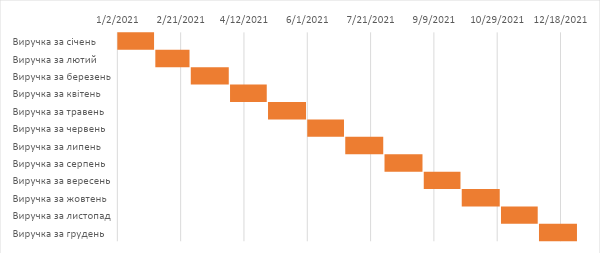 1/2/2021 2/21/2021 4/12/2021 6/1/2021 7/21/2021 9/9/2021 10/29/2021 12/18/2021
Виручка за січень
Виручка за лютий
Виручка за березень
Виручка за квітень
Виручка за травень
Виручка за червень
Виручка за липень
Виручка за серпень
Виручка за вересень
Виручка за жовтень
Виручка за листопад
Виручка за грудень